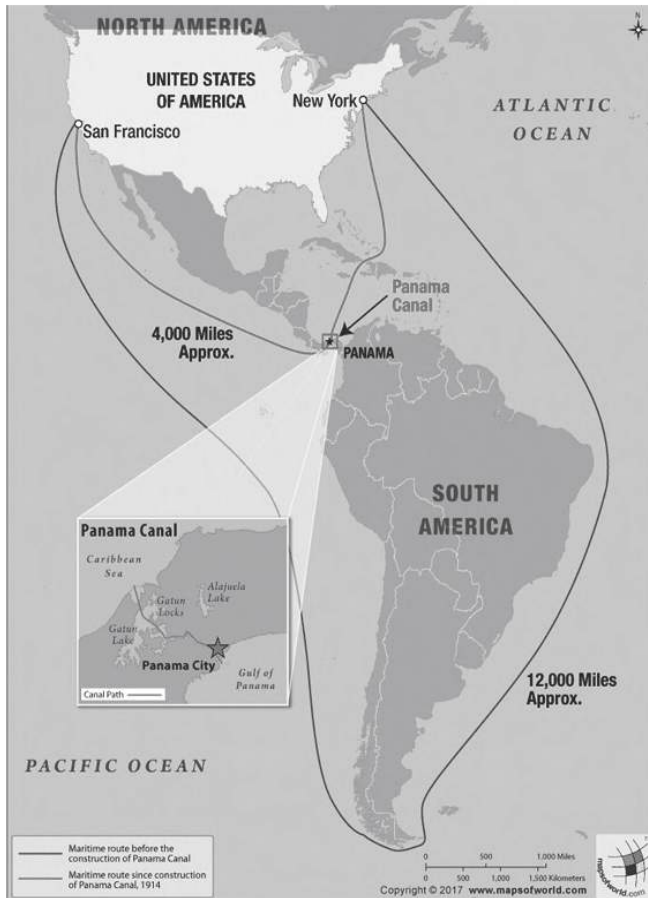 NORTH AMERICA
N
UNITED STATES
OF AMERICA
New York
San Francisco
ATLANTIC
OCEAN
Panama
Canal
4,000 Miles
Approx.
PANAMA
SOUTH
AMERICA
Panama Canal
Caribbean
Sea
Gatun
Locks
Alajuela
Lake
Gatun
Lake
Panama City
Gulf of
Panama
Canal Path
12,000 Miles
Approx.
PACIFIC OCEAN
Maritime route before the
construction of Panama Canal
Maritime route since construction
of Panama Canal, 1914
0 500 1,000 Miles
0 500 1,000 1,500 Kilometers
Copyright © 2017 www.mapsofworld.com
mapsofworld.com